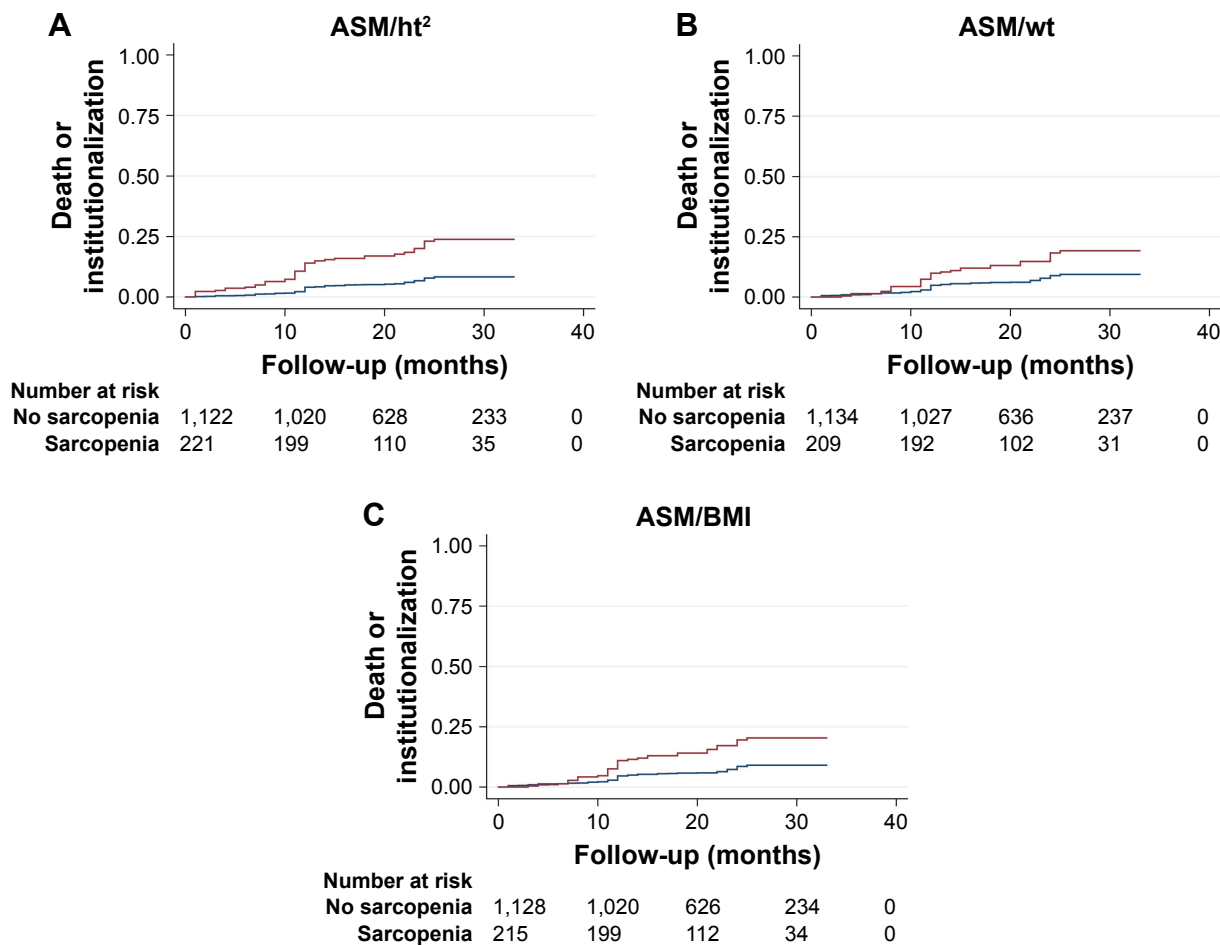 A
ASM/ht²
Death or
institutionalization
1.00
0.75
0.50
0.25
0.00
0 10 20 30 40
Follow-up (months)
Number at risk
No sarcopenia 1,122 1,020 628 233 0
Sarcopenia 221 199 110 35 0
B
ASM/wt
Death or
institutionalization
1.00
0.75
0.50
0.25
0.00
0 10 20 30 40
Follow-up (months)
Number at risk
No sarcopenia 1,134 1,027 636 237 0
Sarcopenia 209 192 102 31 0
C
ASM/BMI
Death or
institutionalization
1.00
0.75
0.50
0.25
0.00
0 10 20 30 40
Follow-up (months)
Number at risk
No sarcopenia 1,128 1,020 626 234 0
Sarcopenia 215 199 112 34 0